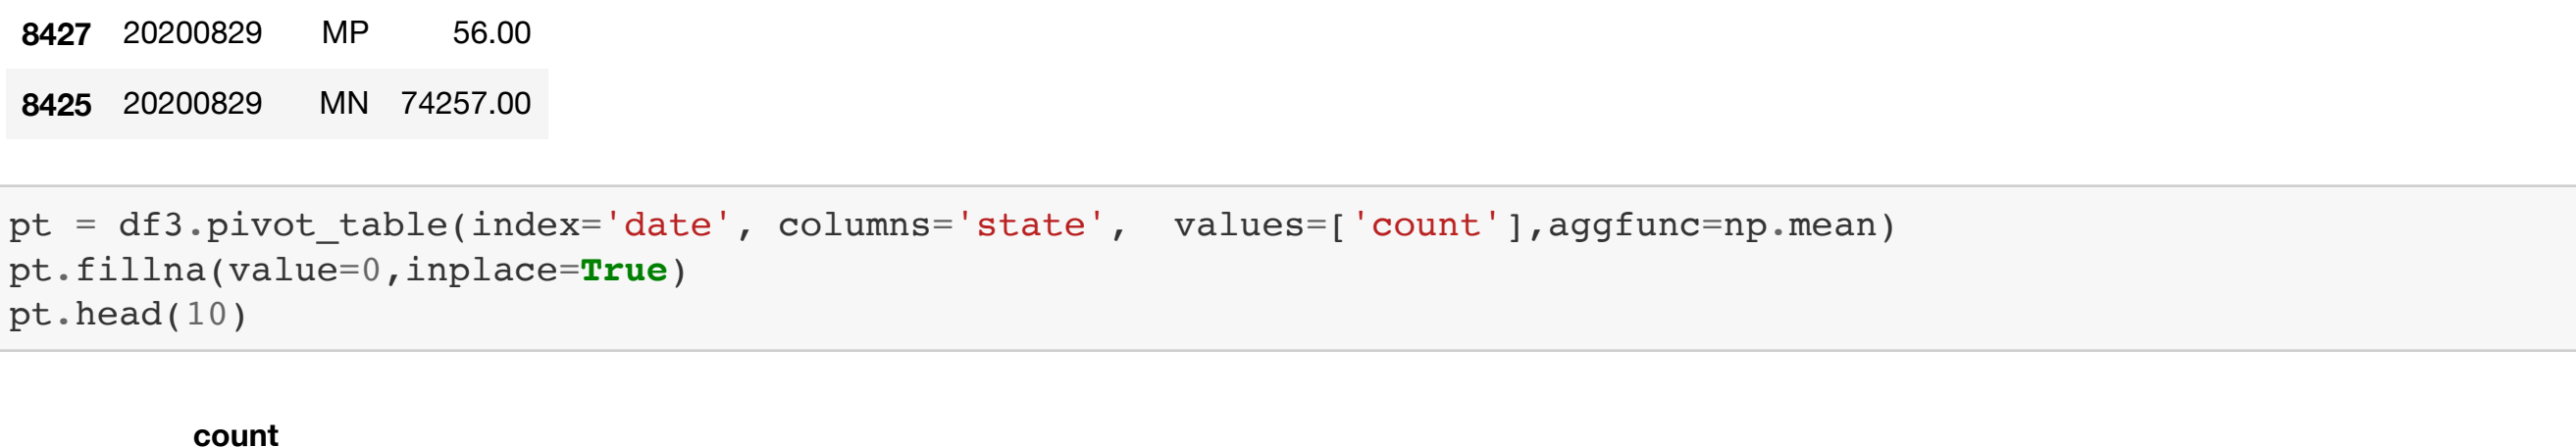 8427 20200829 MP 56.00
8425 20200829 MN 74257.00
pt = df3.pivot_table(index='date', columns='state',  values=['count'],aggfunc=np.mean)
pt.fillna(value=0,inplace=True)
pt.head(10)
count